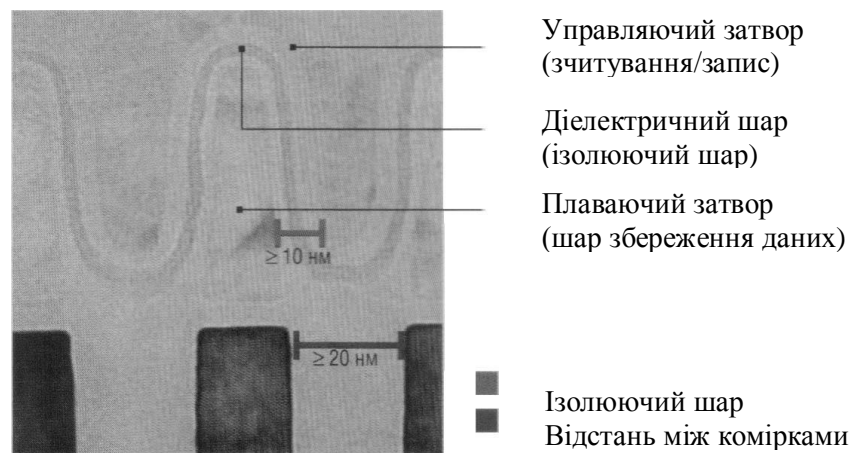 Управляючий затвор
(зчитування/запис)
Діелектричний шар
(ізолюючий шар)
Плаваючий затвор
(шар збереження даних)
≥ 10 нм
≥ 20 нм
Ізолюючий шар
Відстань між комірками